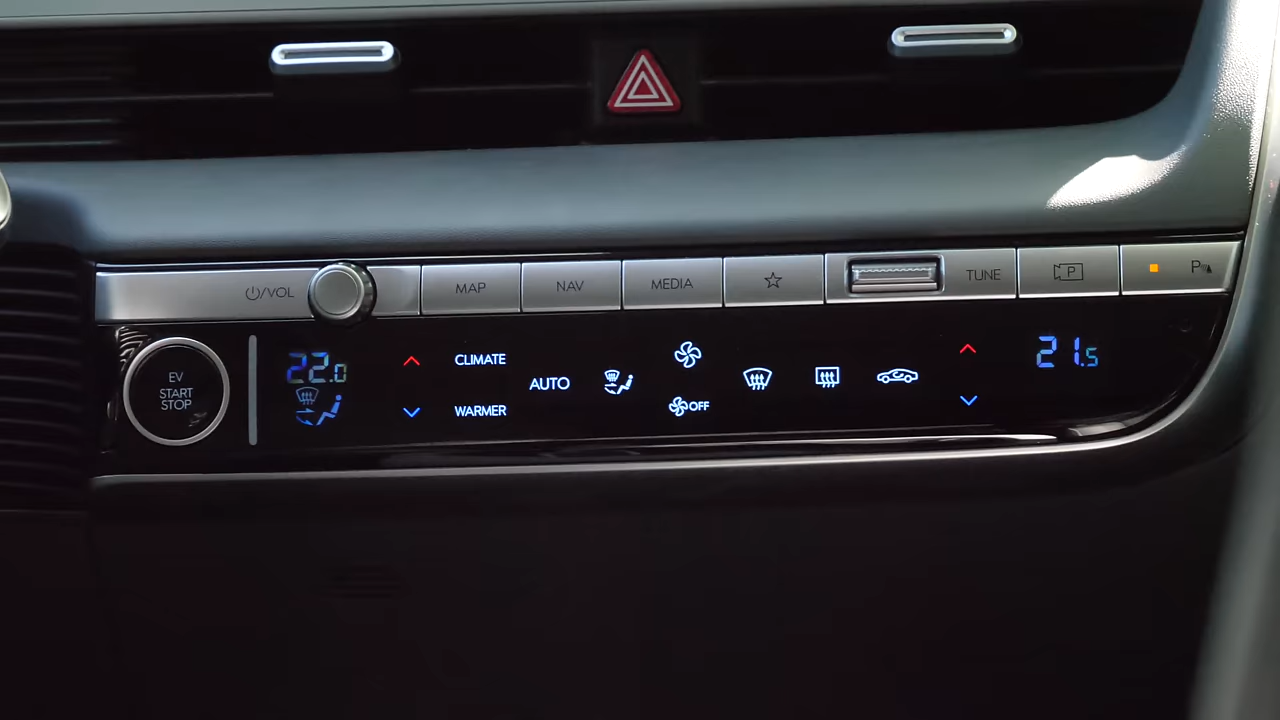 ⏻/VOL
MAP
NAV
MEDIA
☆
TUNE
P
P
EV
START
STOP
22.0
CLIMATE
WARMER
AUTO
OFF
21.5